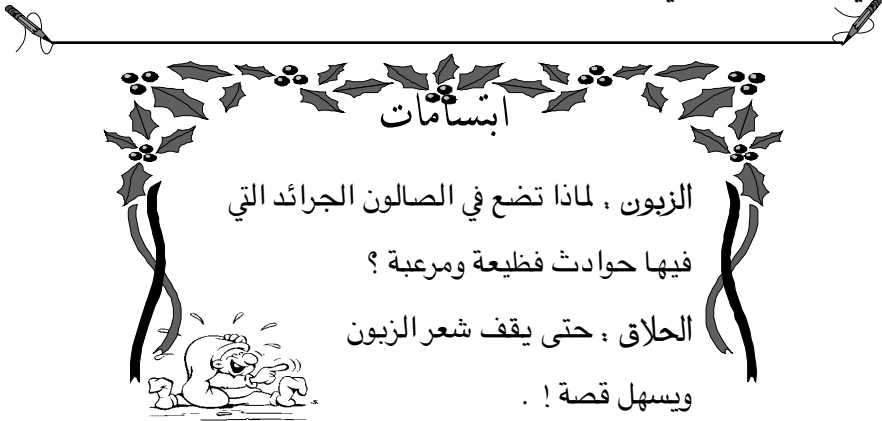 ابتسامات
الزبون : لماذا تضع في الصالون الجرائد التي
فيها حوادث فظيعة ومرعبة ؟
الحلاق : حتى يقف شعر الزبون
ويسهل قصة ! .